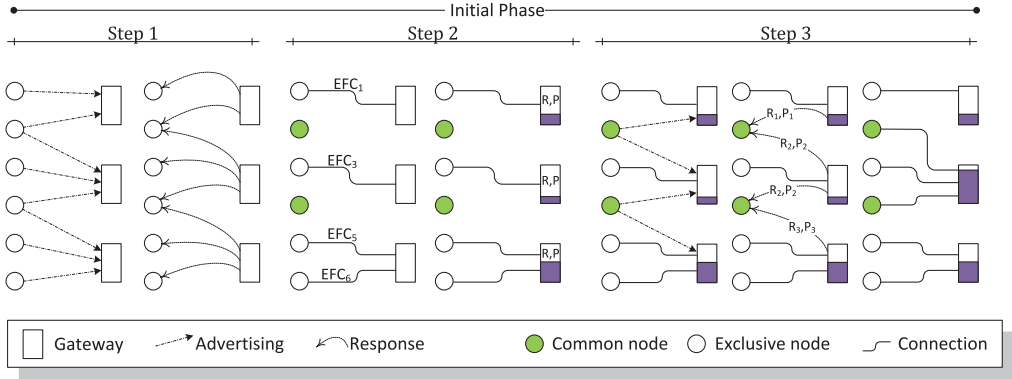 Initial Phase
Step 1
Step 2
Step 3
EFC1
EFC3
EFC5
EFC6
R,P
R,P
R,P
R1,P1
R2,P2
R2,P2
R3,P3
Gateway
Advertising
Response
Common node
Exclusive node
Connection